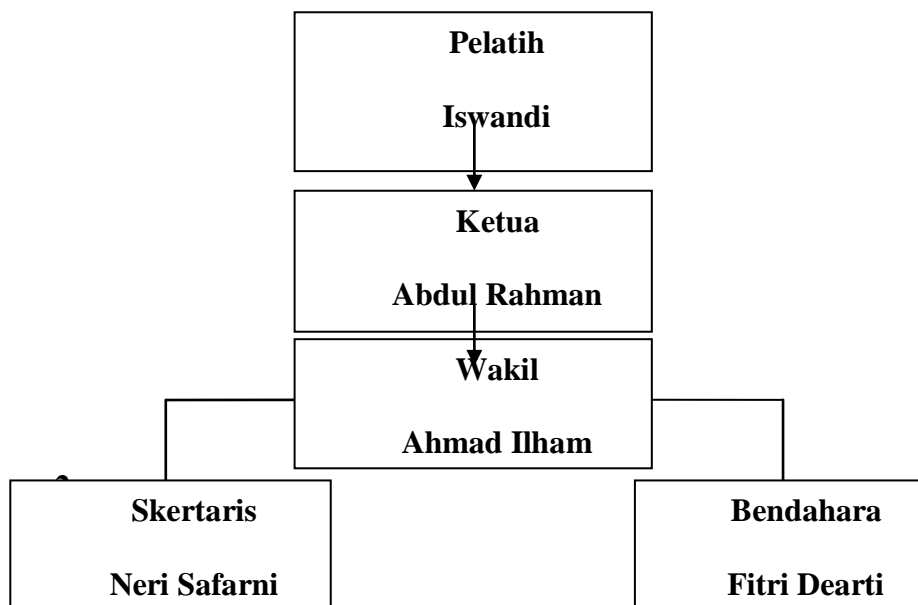 Pelatih
Iswandi
Ketua
Abdul Rahman
Wakil
Ahmad Ilham
Skertaris
Neri Safarni
Bendahara
Fitri Dearti